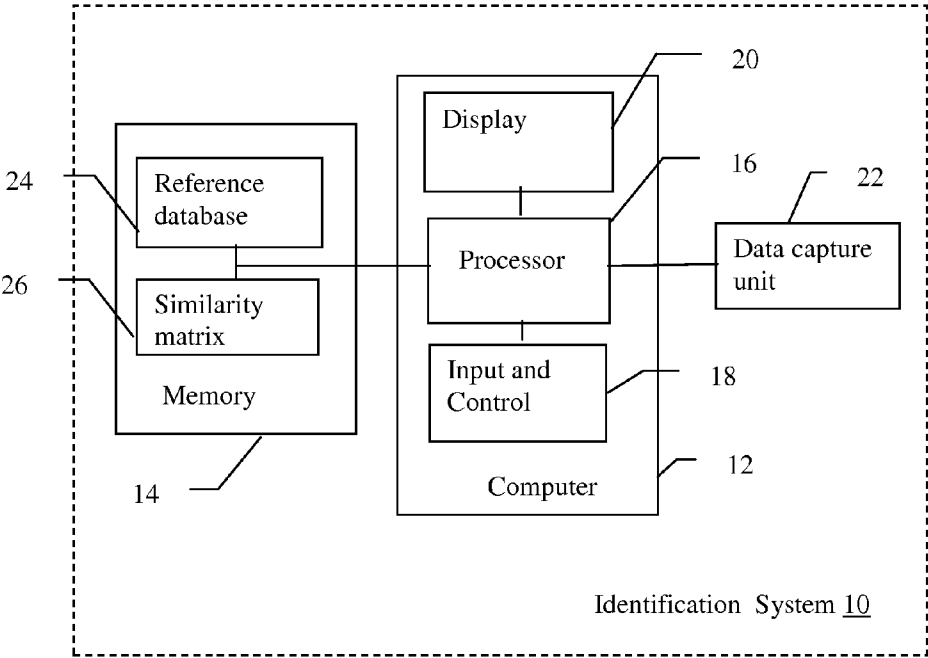 20
Display
24
Reference
database
16
22
Processor
Data capture
unit
26
Similarity
matrix
Input and
Control
18
Memory
14
12
Computer
Identification System 10